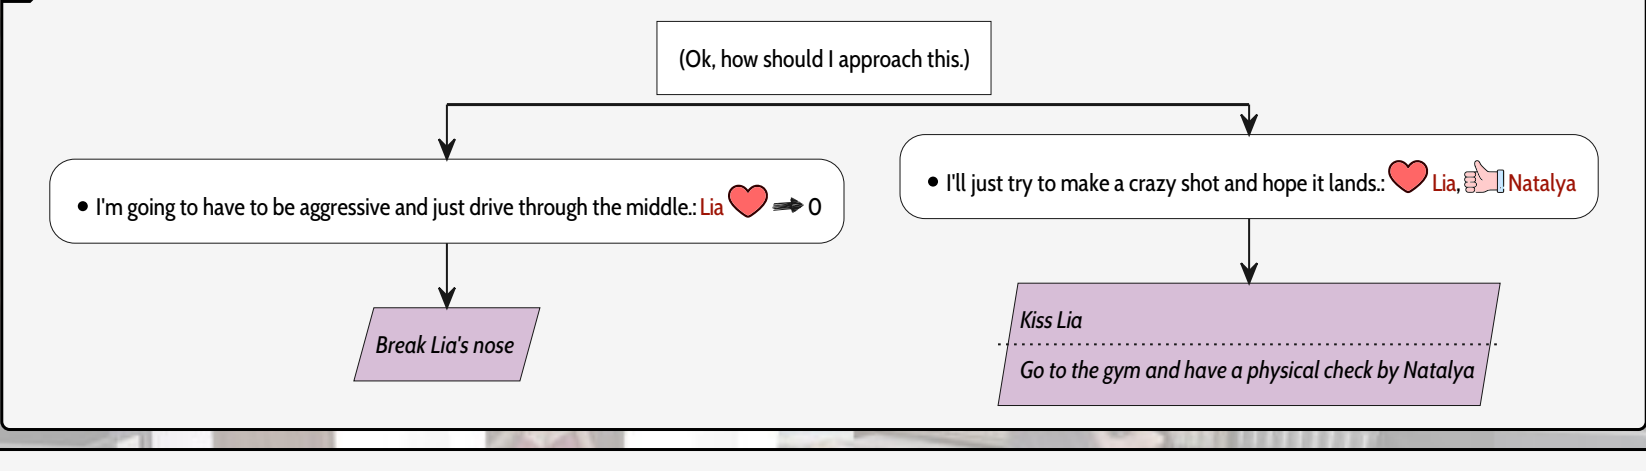 (Ok, how should I approach this.)
• I'm going to have to be aggressive and just drive through the middle.: Lia ❤️ ➡ 0
• I'll just try to make a crazy shot and hope it lands.: ❤️ Lia, 👍 Natalya
Break Lia's nose
Kiss Lia
Go to the gym and have a physical check by Natalya